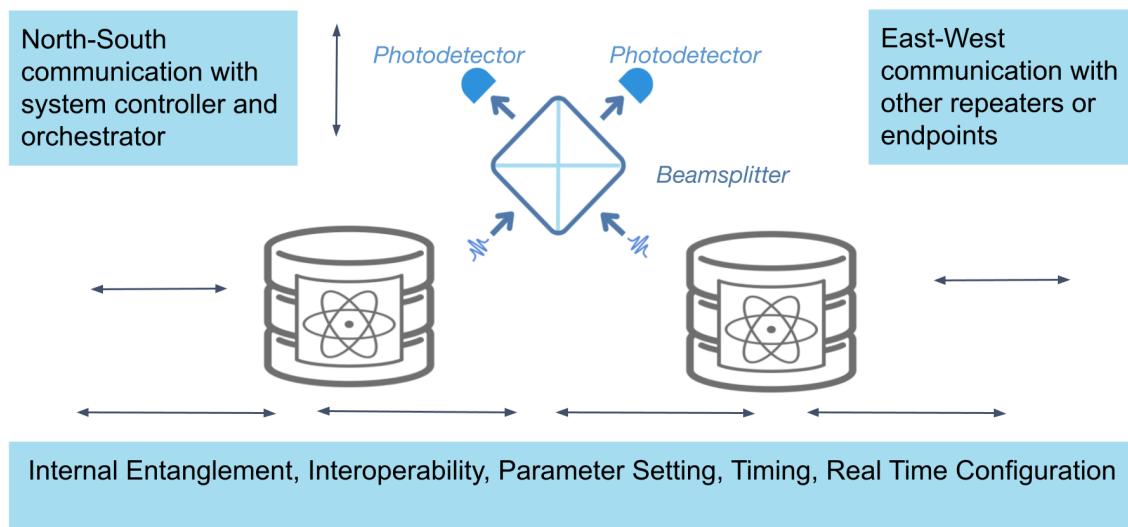 North-South
communication with
system controller and
orchestrator
Photodetector
Photodetector
East-West
communication with
other repeaters or
endpoints
Beamsplitter
Internal Entanglement, Interoperability, Parameter Setting, Timing, Real Time Configuration